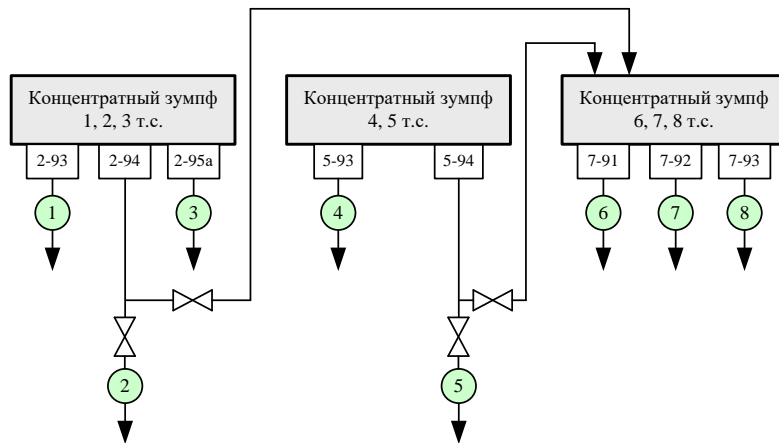 Концентратный зумпф
1, 2, 3 т.с.
Концентратный зумпф
4, 5 т.с.
Концентратный зумпф
6, 7, 8 т.с.
2-93
2-94
2-95а
5-93
5-94
7-91
7-92
7-93
1
3
4
6
7
8
2
5